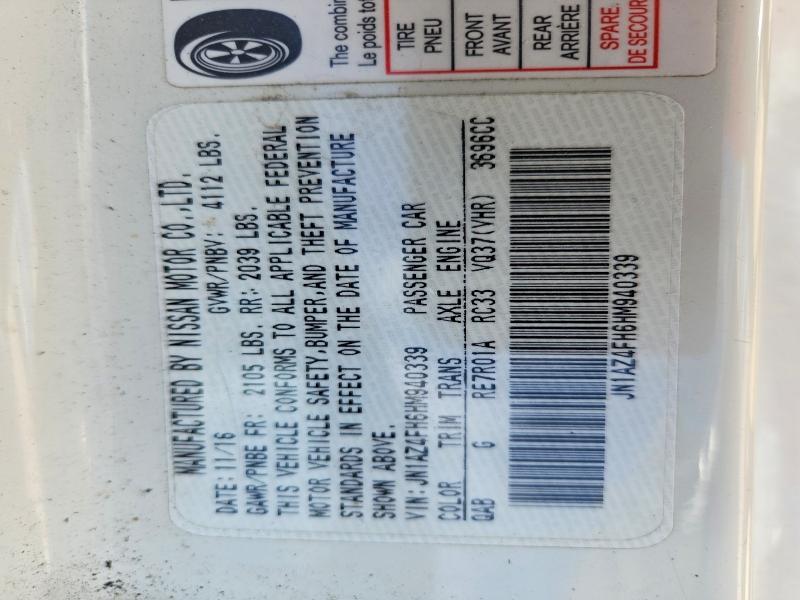 The combin
Le poids tot
TIRE
PNEU
FRONT
AVANT
REAR
ARRIÈRE
SPARE
DE SECOUR
MANUFACTURED BY NISSAN MOTOR CO.,LTD.
DATE: 11/16 GVWR/PNBV: 4112 LBS.
GAWR/PNBE FR: 2105 LBS. RR: 2039 LBS.
THIS VEHICLE CONFORMS TO ALL APPLICABLE FEDERAL
MOTOR VEHICLE SAFETY,BUMPER,AND THEFT PREVENTION
STANDARDS IN EFFECT ON THE DATE OF MANUFACTURE
SHOWN ABOVE.
VIN: JN1AZ4FH6HM940339 PASSENGER CAR
COLOR TRIM TRANS AXLE ENGINE
QAB G RE7R01A RC33 VQ37(VHR) 3696CC
JN1AZ4FH6HM940339